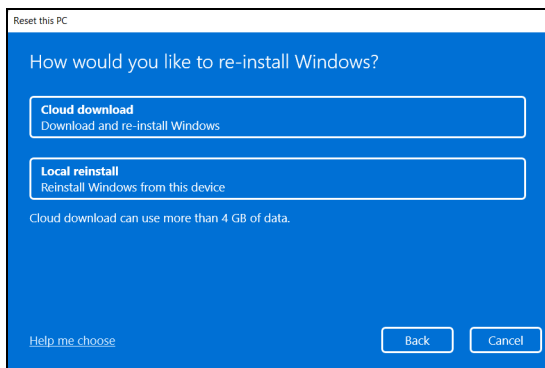 Reset this PC
How would you like to re-install Windows?
Cloud download
Download and re-install Windows
Local reinstall
Reinstall Windows from this device
Cloud download can use more than 4 GB of data.
Help me choose
Back
Cancel